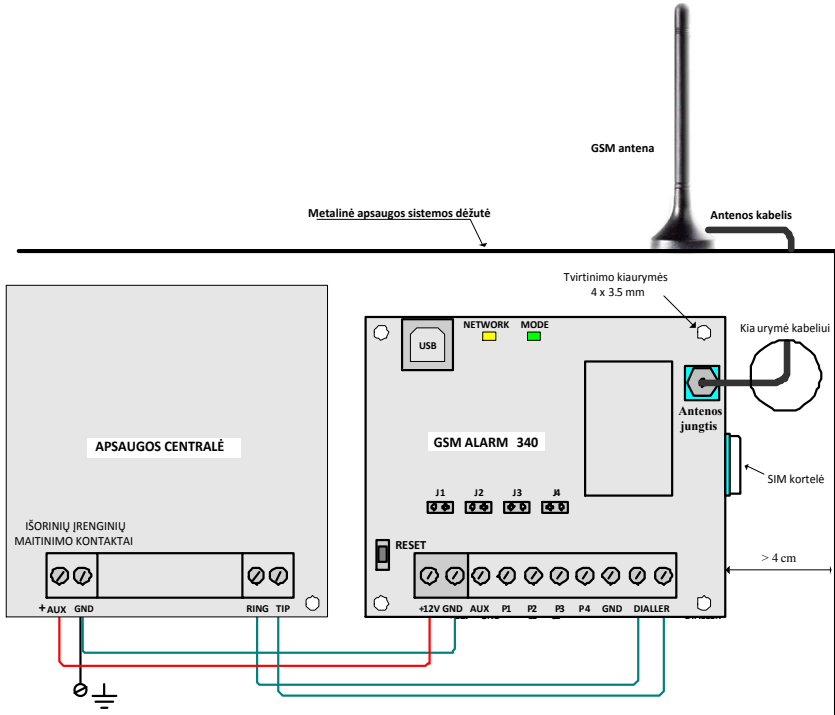 GSM antena
Metalinė apsaugos sistemos dėžutė
Antenos kabelis
Tvirtinimo kiaurymės
4 x 3.5 mm
NETWORK MODE
USB
Kia urymė kabeliui
Antenos
jungtis
APSAUGOS CENTRALĖ
GSM ALARM 340
SIM kortelė
J1 J2 J3 J4
IŠORINIŲ ĮRENGINIŲ
MAITINIMO KONTAKTAI
RESET
> 4 cm
+ AUX GND RING TIP
+12V GND AUX P1 P2 P3 P4 GND DIALLER